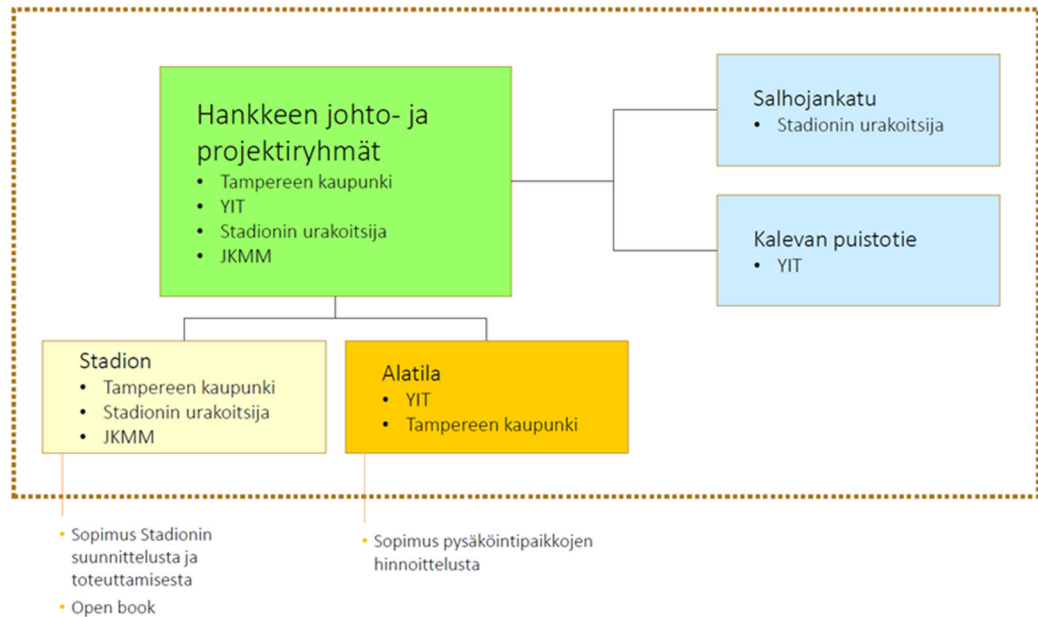 Hankkeen johto- ja
projektiryhmät
• Tampereen kaupunki
• YIT
• Stadionin urakoitsija
• JKMM
Salhojankatu
• Stadionin urakoitsija
Kalevan puistotie
• YIT
Stadion
• Tampereen kaupunki
• Stadionin urakoitsija
• JKMM
Alatila
• YIT
• Tampereen kaupunki
• Sopimus Stadionin
suunnittelusta ja
toteuttamisesta
• Open book
• Sopimus pysäköintipaikkojen
hinnoittelusta